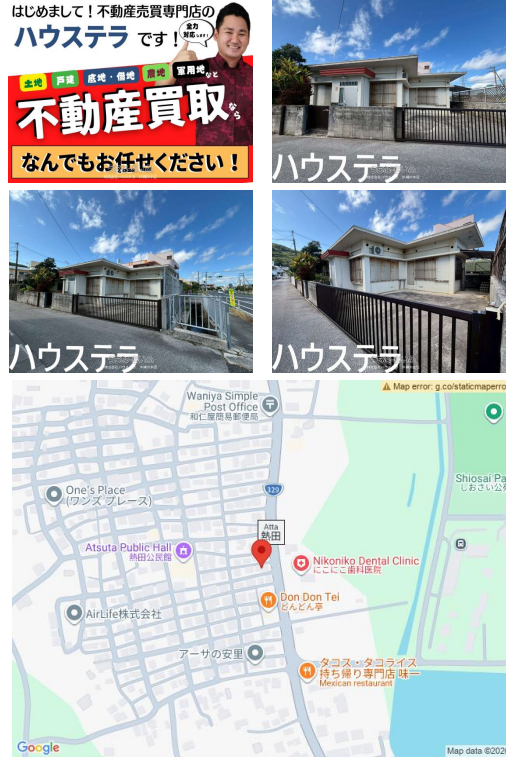 はじめまして!不動産売買専門店の
ハウステラ です!
全力
対応します!
土地 戸建 底地・借地 農地 軍用地など
不動産買取なら
なんでもお任せください!
ハウステラ
ハウステラ
ハウステラ
Map error: g.co/staticmaperro
Waniya Simple
Post Office
和仁屋簡易郵便局
One's Place
(ワンズ プレース)
329
Shiosai Pa
しおさい公
Atta
熱田
Atsuta Public Hall
熱田公民館
Nikoniko Dental Clinic
にこにこ歯科医院
Don Don Tei
どんどん亭
AirLife株式会社
アーサの安里
タコス・タコライス
持ち帰り専門店 味一
Mexican restaurant
Google
Map data ©2026